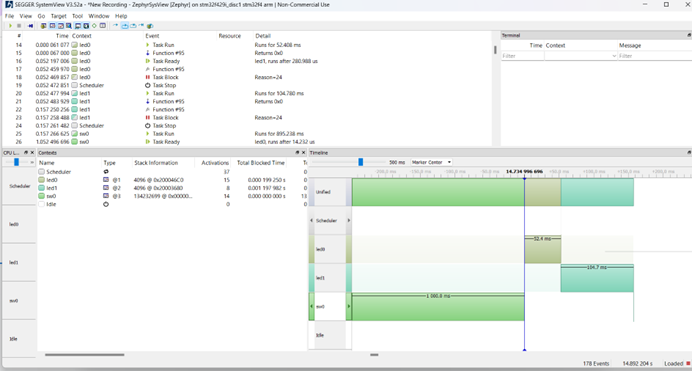 SEGGER SystemView V3.52a - *New Recording - ZephyrSysView [Zephyr] on stm32f429i_disc1 stm32f4 arm | Non-Commercial Use
File View Go Target Tool Window Help
# Time Context Event Resource Detail
14 0.000 061 077 led0 Task Run Runs for 52.408 ms
15 0.000 067 000 led0 Function #95
16 0.052 197 006 led0 Task Ready led1, runs after 280.988 us
17 0.052 459 970 led0 Function #95
18 0.052 469 857 led0 Task Block Reason=24
19 0.052 472 851 Scheduler Task Stop
20 0.052 477 994 led1 Task Run Runs for 104.780 ms
21 0.052 483 929 led1 Function #95 Returns 0x0
22 0.157 250 256 led1 Function #95
23 0.157 258 488 led1 Task Block Reason=24
24 0.157 261 482 Scheduler Task Stop
25 0.157 266 625 sw0 Task Run Runs for 895.238 ms
26 1.052 496 696 sw0 Task Ready led0, runs after 14.232 us
Terminal
Time Context Message
Filter Filter
CPU L...
Scheduler
led0
led1
sw0
Idle
Contexts
Name Type Stack Information Activations Total Blocked Time
Scheduler 37
led0 @1 4096 @ 0x200046C0 15 0.000 199 250 s
led1 @2 4096 @ 0x20003680 8 0.001 197 982 s
sw0 @3 134232699 @ 0x00000... 14 0.000 000 000 s
Idle 0
Timeline
500 ms Marker Center
14.734 996 696
Unified
Scheduler
led0
52.4 ms
led1
104.7 ms
sw0
Idle
178 Events 14.892 204 s Loaded